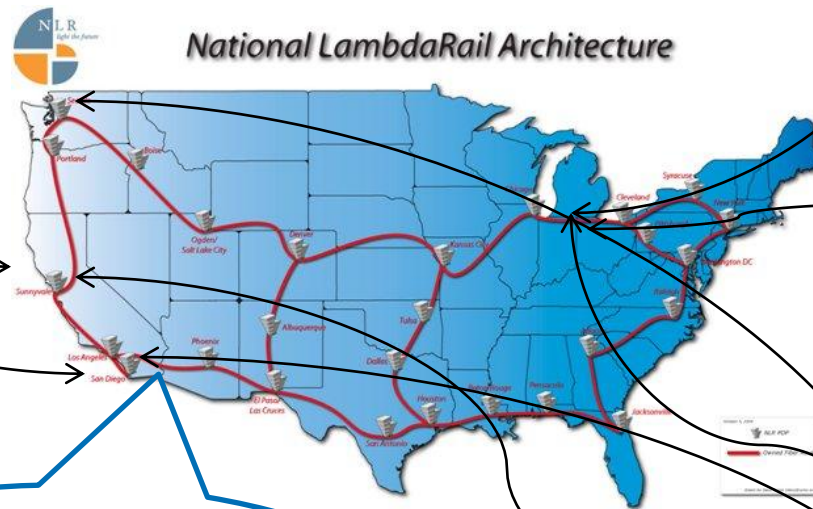 NLR
light the future
National LambdaRail Architecture
Portland
Boise
Ogden/
Salt Lake City
Denver
Kansas City
Cleveland
Syracuse
New York
Washington DC
Raleigh
Sunnyvale
Los Angeles
San Diego
Phoenix
Albuquerque
El Paso/
Las Cruces
Tulsa
Dallas
Houston
San Antonio
Baton Rouge
Pensacola
Jacksonville
NLR POP
Owned Fiber